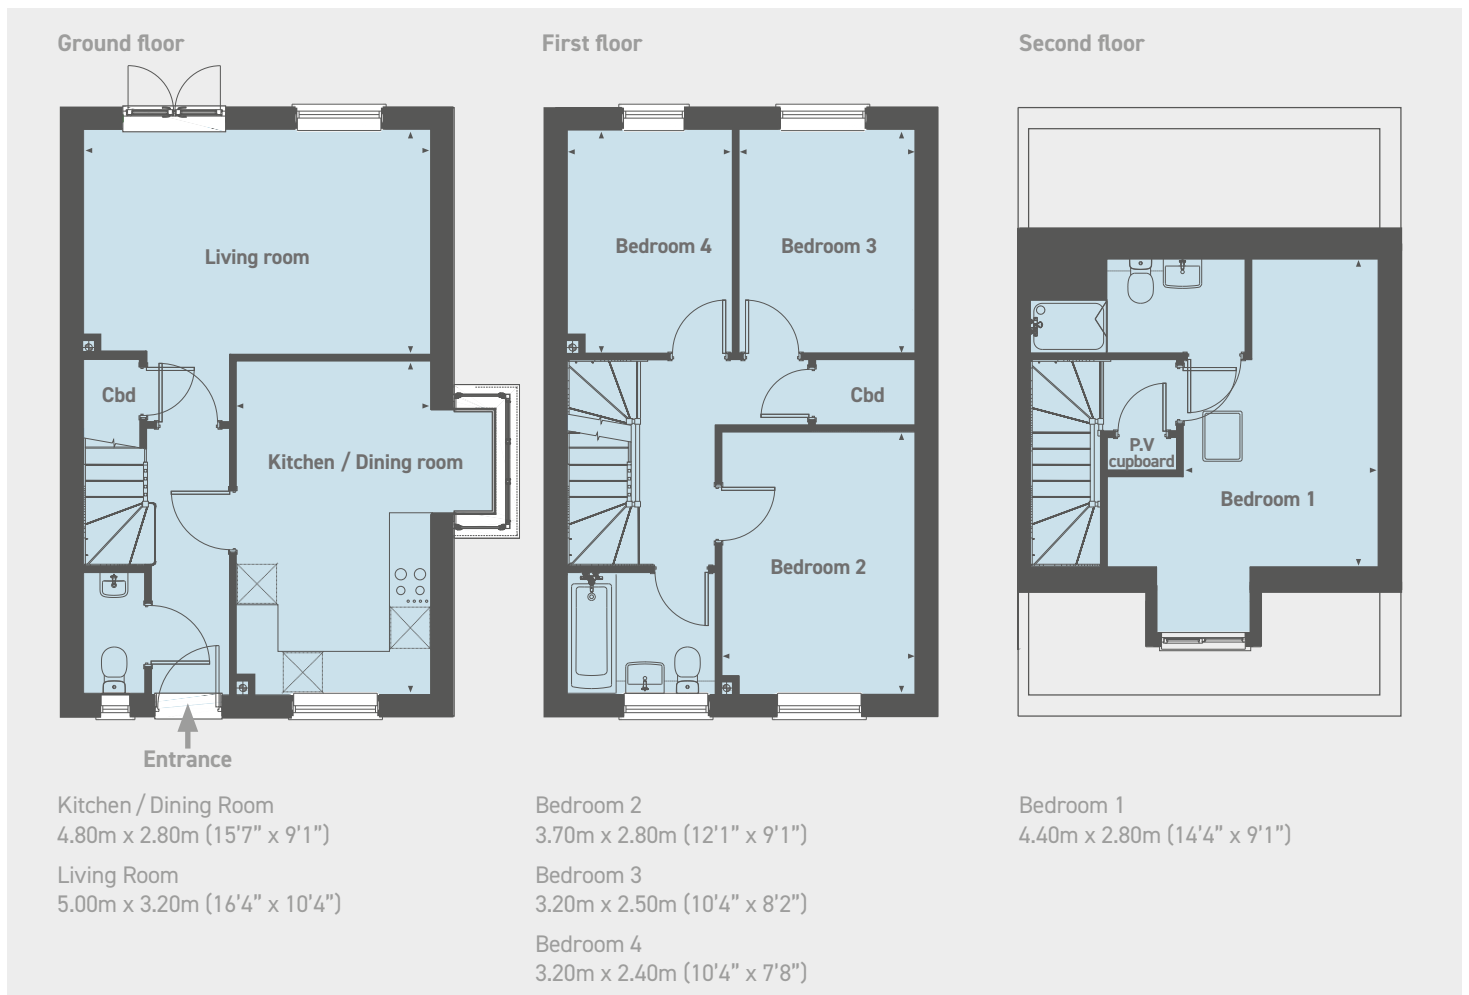 Ground floor
First floor
Second floor
Living room
Cbd
Kitchen / Dining room
Entrance
Bedroom 4
Bedroom 3
Cbd
Bedroom 2
P.V
cupboard
Bedroom 1
Kitchen / Dining Room
4.80m x 2.80m (15'7” x 9'1”)
Living Room
5.00m x 3.20m (16'4” x 10'4”)
Bedroom 2
3.70m x 2.80m (12'1” x 9'1”)
Bedroom 3
3.20m x 2.50m (10'4” x 8'2”)
Bedroom 4
3.20m x 2.40m (10'4” x 7'8”)
Bedroom 1
4.40m x 2.80m (14'4” x 9'1”)